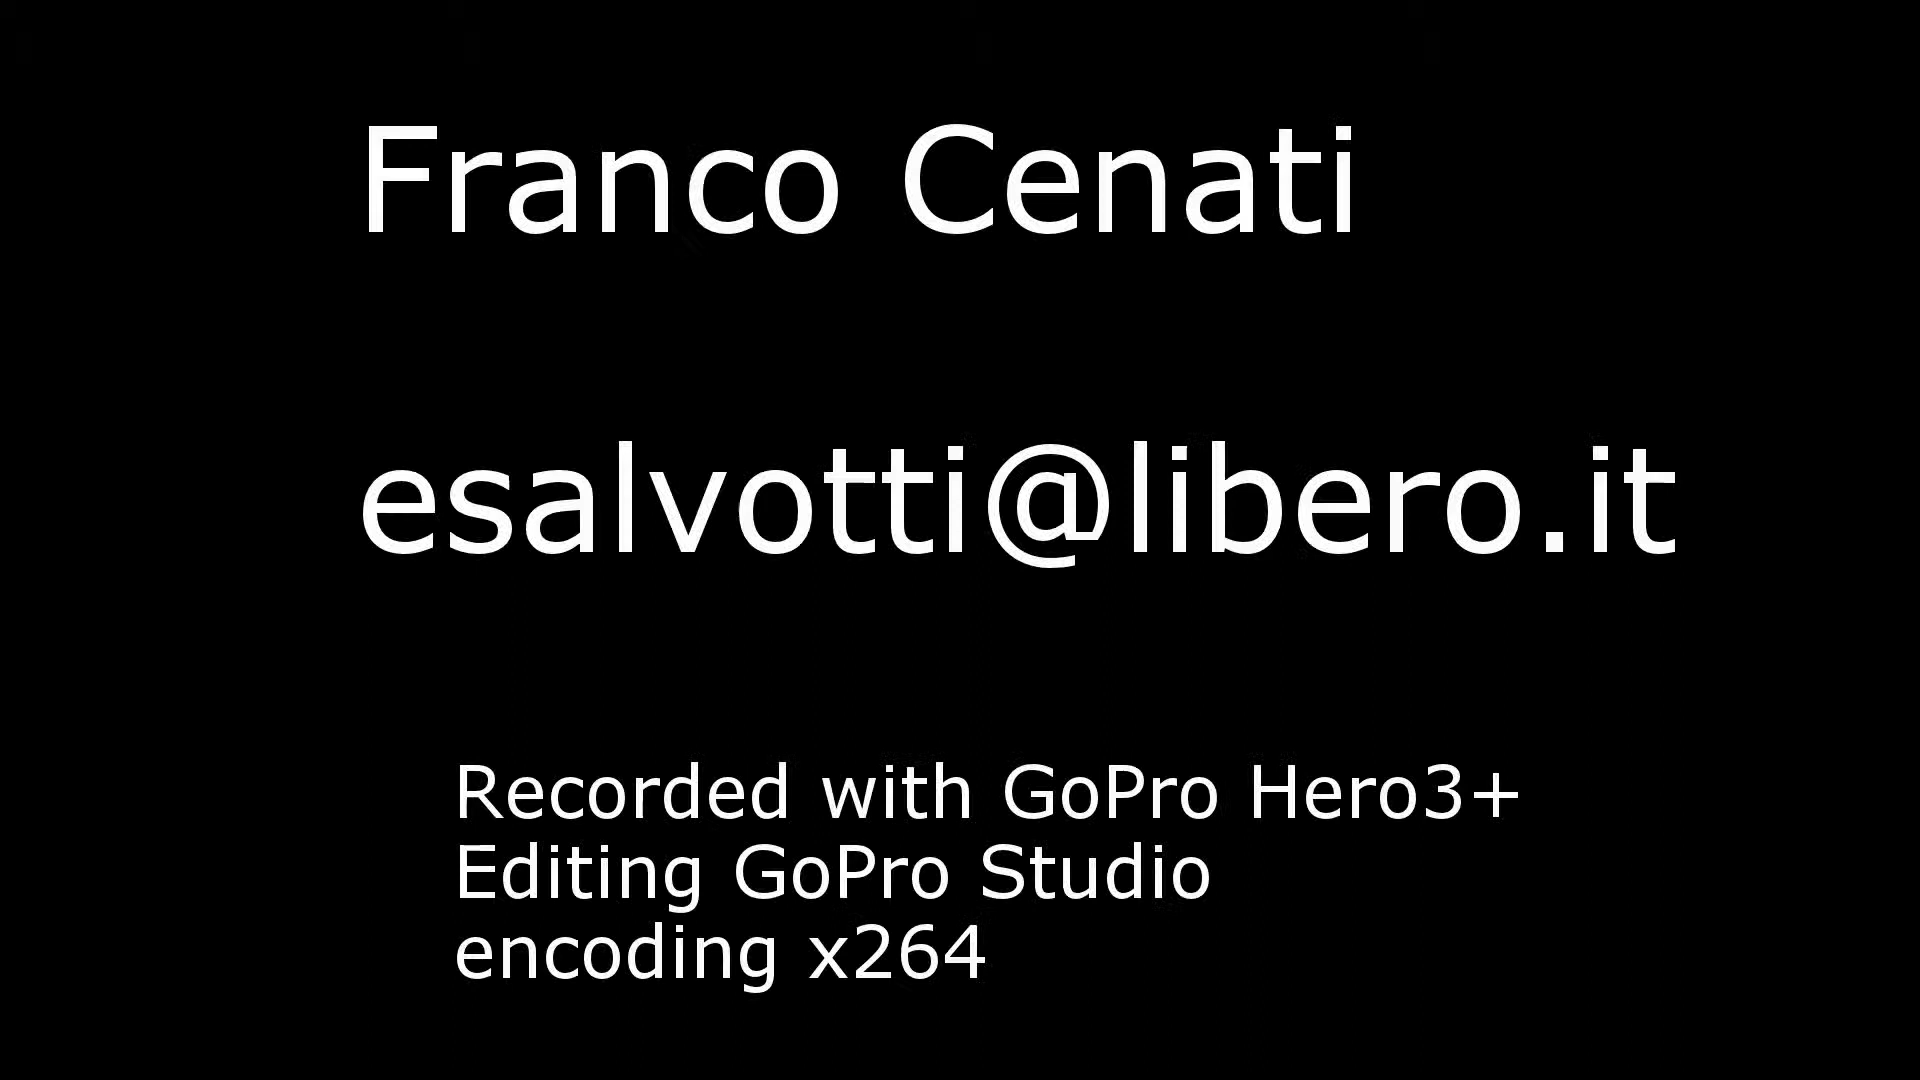 Franco Cenati
esalvotti@libero.it
Recorded with GoPro Hero3+
Editing GoPro Studio
encoding x264